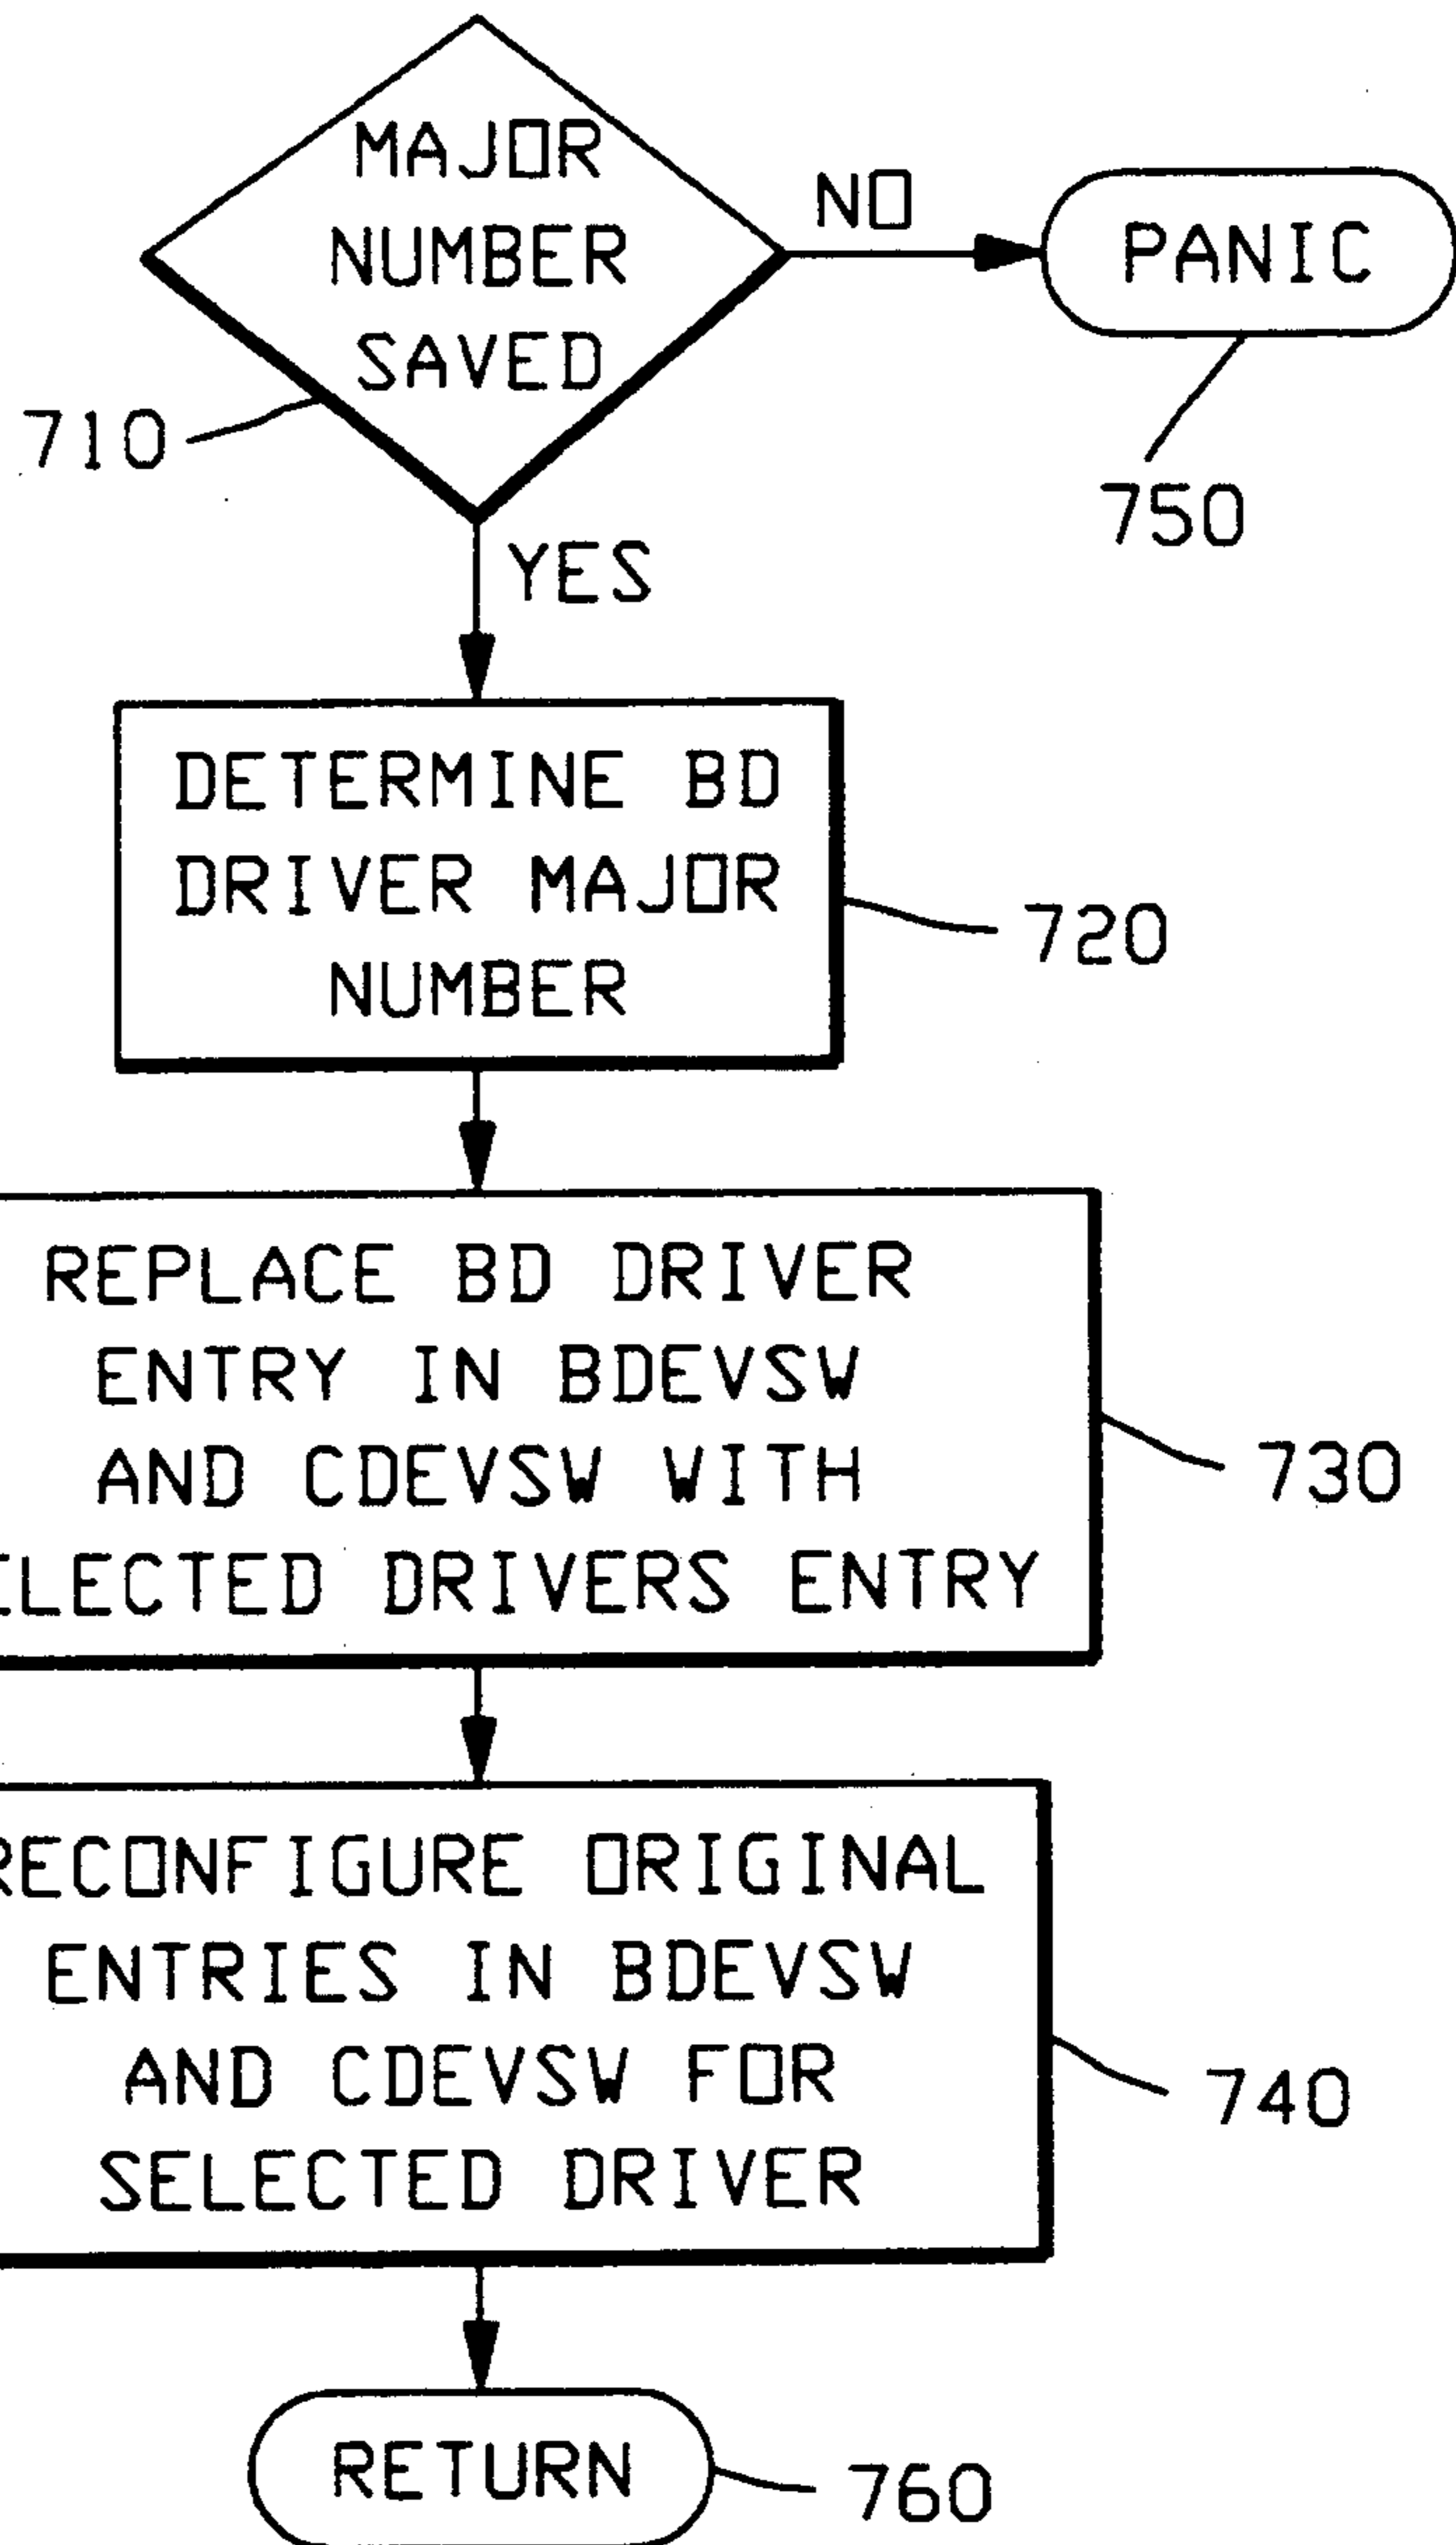 MAJOR
NUMBER
SAVED
NO
PANIC
710
750
YES
DETERMINE BD
DRIVER MAJOR
NUMBER
720
REPLACE BD DRIVER
ENTRY IN BDEVSW
AND CDEVSW WITH
ELECTED DRIVERS ENTRY
730
RECONFIGURE ORIGINAL
ENTRIES IN BDEVSW
AND CDEVSW FOR
SELECTED DRIVER
740
RETURN
760